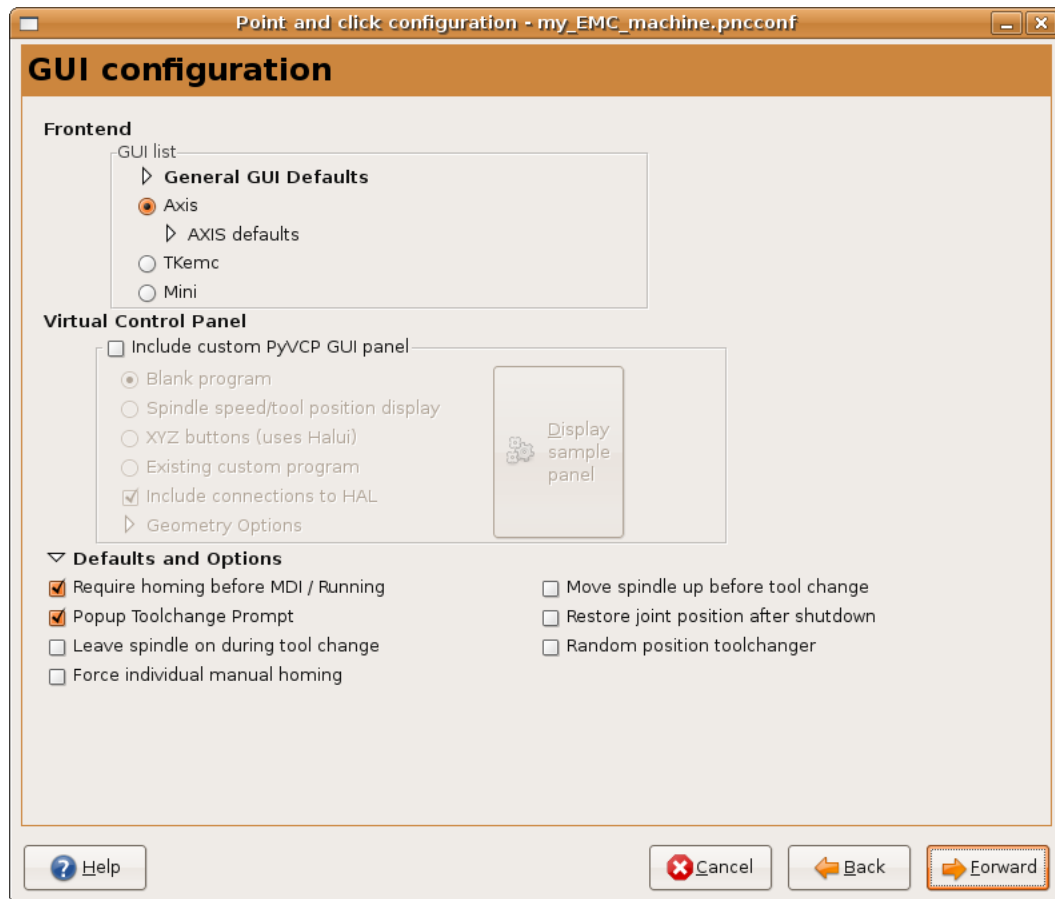 Point and click configuration - my_EMC_machine.pncconf
GUI configuration
Frontend
GUI list
General GUI Defaults
Axis
AXIS defaults
TKemc
Mini
Virtual Control Panel
Include custom PyVCP GUI panel
Blank program
Spindle speed/tool position display
XYZ buttons (uses Halui)
Existing custom program
Include connections to HAL
Geometry Options
Display
sample
panel
Defaults and Options
Require homing before MDI / Running
Popup Toolchange Prompt
Leave spindle on during tool change
Force individual manual homing
Move spindle up before tool change
Restore joint position after shutdown
Random position toolchanger
Help
Cancel
Back
Forward